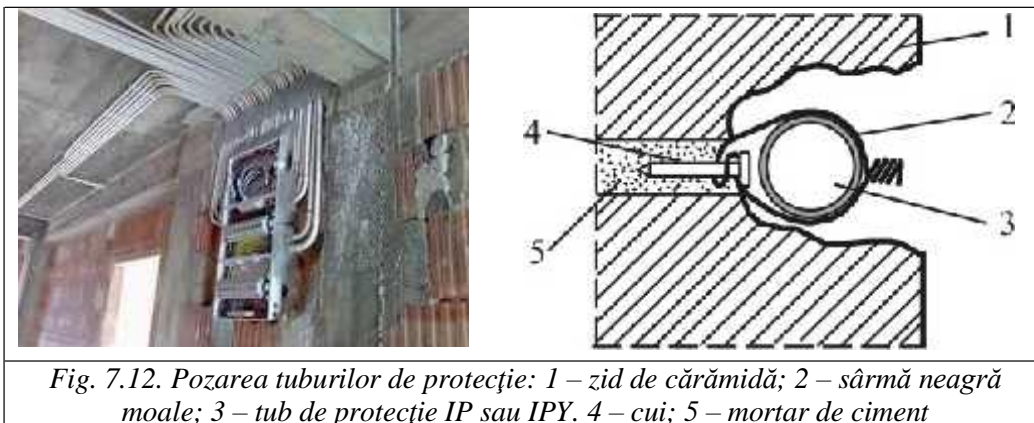 1
2
4
5
3
Fig. 7.12. Pozarea tuburilor de protecţie: 1 – zid de cărămidă; 2 – sârmă neagră
moale; 3 – tub de protecţie IP sau IPY. 4 – cui; 5 – mortar de ciment